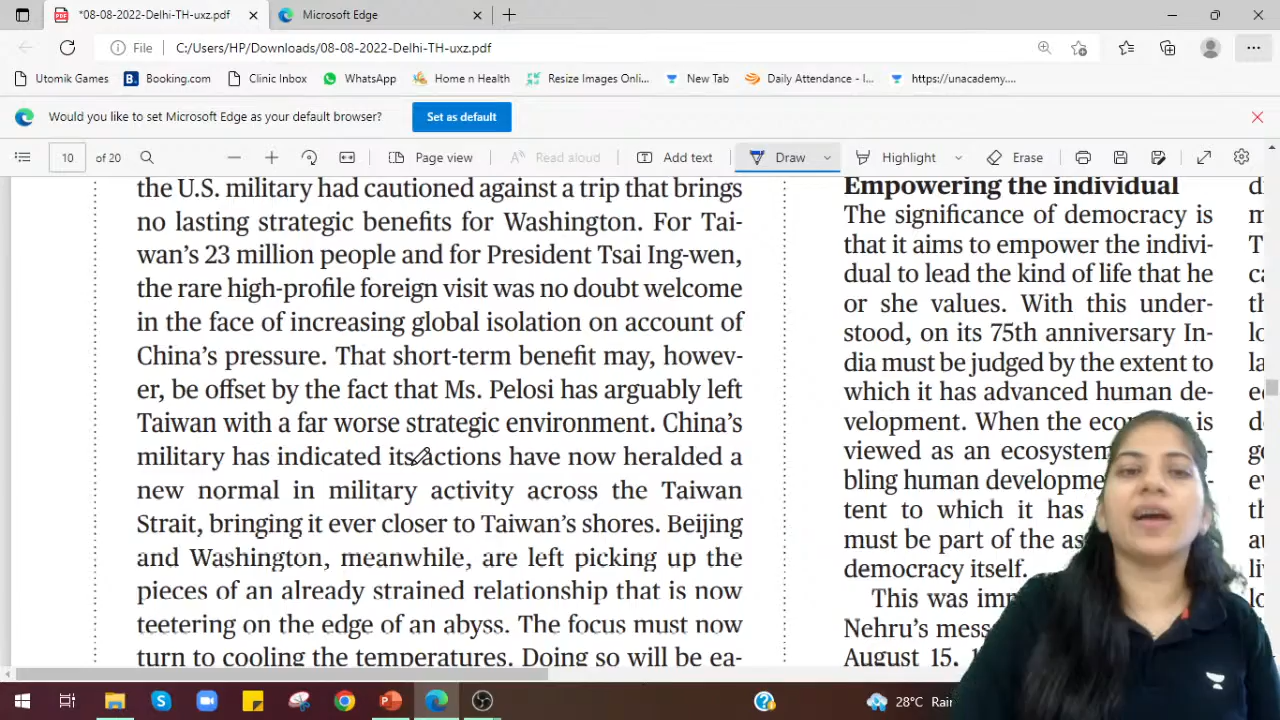 *08-08-2022-Delhi-TH-uxz.pdf
Microsoft Edge
File
C:/Users/HP/Downloads/08-08-2022-Delhi-TH-uxz.pdf
Utomik Games
Booking.com
Clinic Inbox
WhatsApp
Home n Health
Resize Images Onl...
New Tab
Daily Attendance - I...
https://unacademy....
Would you like to set Microsoft Edge as your default browser?
Set as default
10 of 20
Page view
Read aloud
Add text
Draw
Highlight
Erase
the U.S. military had cautioned against a trip that brings
no lasting strategic benefits for Washington. For Tai-
wan's 23 million people and for President Tsai Ing-wen,
the rare high-profile foreign visit was no doubt welcome
in the face of increasing global isolation on account of
China's pressure. That short-term benefit may, howev-
er, be offset by the fact that Ms. Pelosi has arguably left
Taiwan with a far worse strategic environment. China's
military has indicated its actions have now heralded a
new normal in military activity across the Taiwan
Strait, bringing it ever closer to Taiwan's shores. Beijing
and Washington, meanwhile, are left picking up the
pieces of an already strained relationship that is now
teetering on the edge of an abyss. The focus must now
turn to cooling the temperatures. Doing so will be ea-
Empowering the individual
The significance of democracy is
that it aims to empower the indivi-
dual to lead the kind of life that he
or she values. With this under-
stood, on its 75th anniversary In-
dia must be judged by the extent to
which it has advanced human de-
velopment. When the economy is
viewed as an ecosystem
bling human developme
tent to which it has
must be part of the as
democracy itself.
This was im
Nehru's mess
August 15, 1
28°C